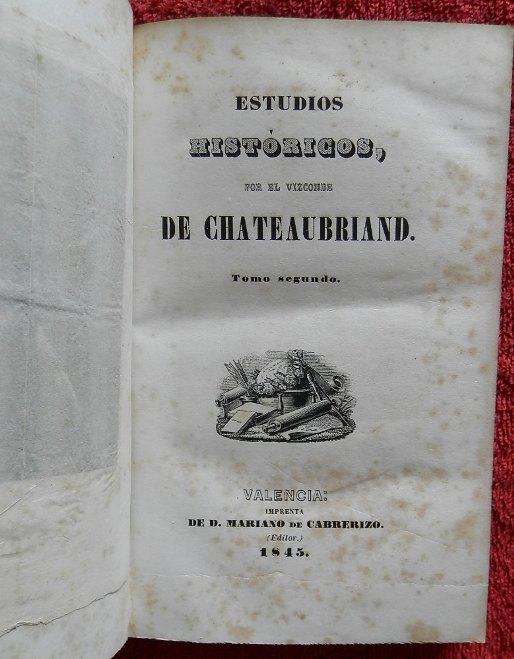 ESTUDIOS
HISTÓRICOS,
POR EL VIZCONDE
DE CHATEAUBRIAND.
Tomo segundo.
VALENCIA:
IMPRENTA
DE D. MARIANO DE CABRERIZO.
(Editor.)
1845.